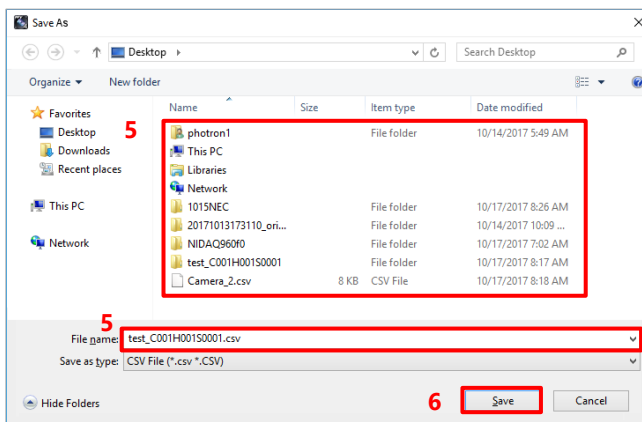 Save As
Desktop
Search Desktop
Organize New folder
Name Size Item type Date modified
Favorites
Desktop
Downloads
Recent places
This PC
Network
5
photron1 File folder 10/14/2017 5:49 AM
This PC
Libraries
Network
1015NEC File folder 10/17/2017 8:26 AM
20171013173110_ori... File folder 10/14/2017 10:09 ...
NIDAQ960f0 File folder 10/17/2017 7:02 AM
test_C001H001S0001 File folder 10/17/2017 8:17 AM
Camera_2.csv 8 KB CSV File 10/17/2017 8:18 AM
5
File name: test_C001H001S0001.csv
Save as type: CSV File (*.csv *.CSV)
Hide Folders 6 Save Cancel